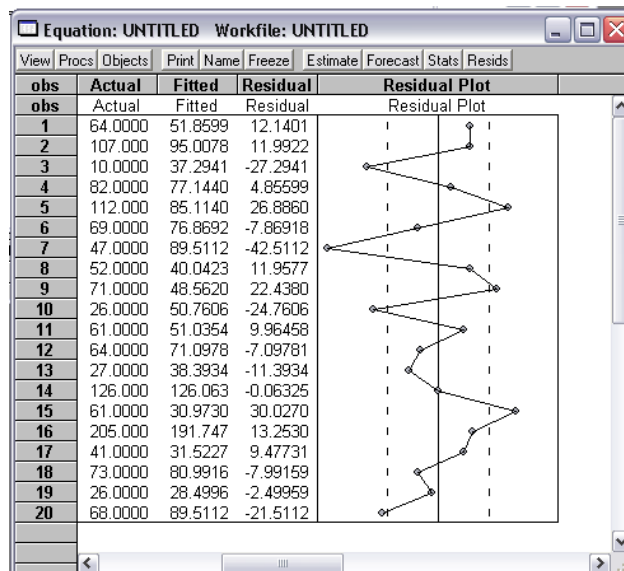 Equation: UNTITLED Workfile: UNTITLED
View Procs Objects Print Name Freeze Estimate Forecast Stats Resids
obs Actual Fitted Residual Residual Plot
obs Actual Fitted Residual Residual Plot
1 64.0000 51.8599 12.1401
2 107.000 95.0078 11.9922
3 10.0000 37.2941 -27.2941
4 82.0000 77.1440 4.85599
5 112.000 85.1140 26.8860
6 69.0000 76.8692 -7.86918
7 47.0000 89.5112 -42.5112
8 52.0000 40.0423 11.9577
9 71.0000 48.5620 22.4380
10 26.0000 50.7606 -24.7606
11 61.0000 51.0354 9.96458
12 64.0000 71.0978 -7.09781
13 27.0000 38.3934 -11.3934
14 126.000 126.063 -0.06325
15 61.0000 30.9730 30.0270
16 205.000 191.747 13.2530
17 41.0000 31.5227 9.47731
18 73.0000 80.9916 -7.99159
19 26.0000 28.4996 -2.49959
20 68.0000 89.5112 -21.5112